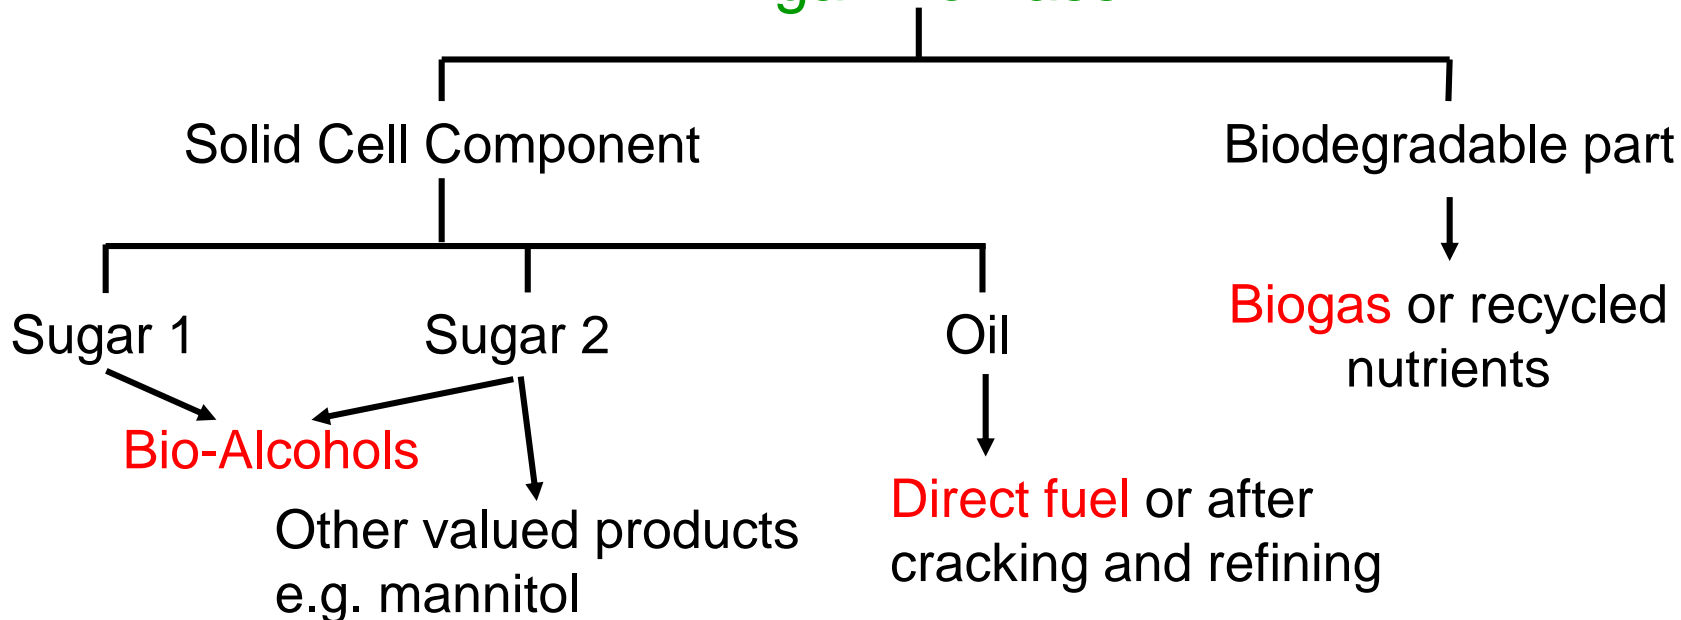 Solid Cell Component
Biodegradable part
Sugar 1
Sugar 2
Oil
Biogas or recycled
nutrients
Bio-Alcohols
Other valued products
e.g. mannitol
Direct fuel or after
cracking and refining